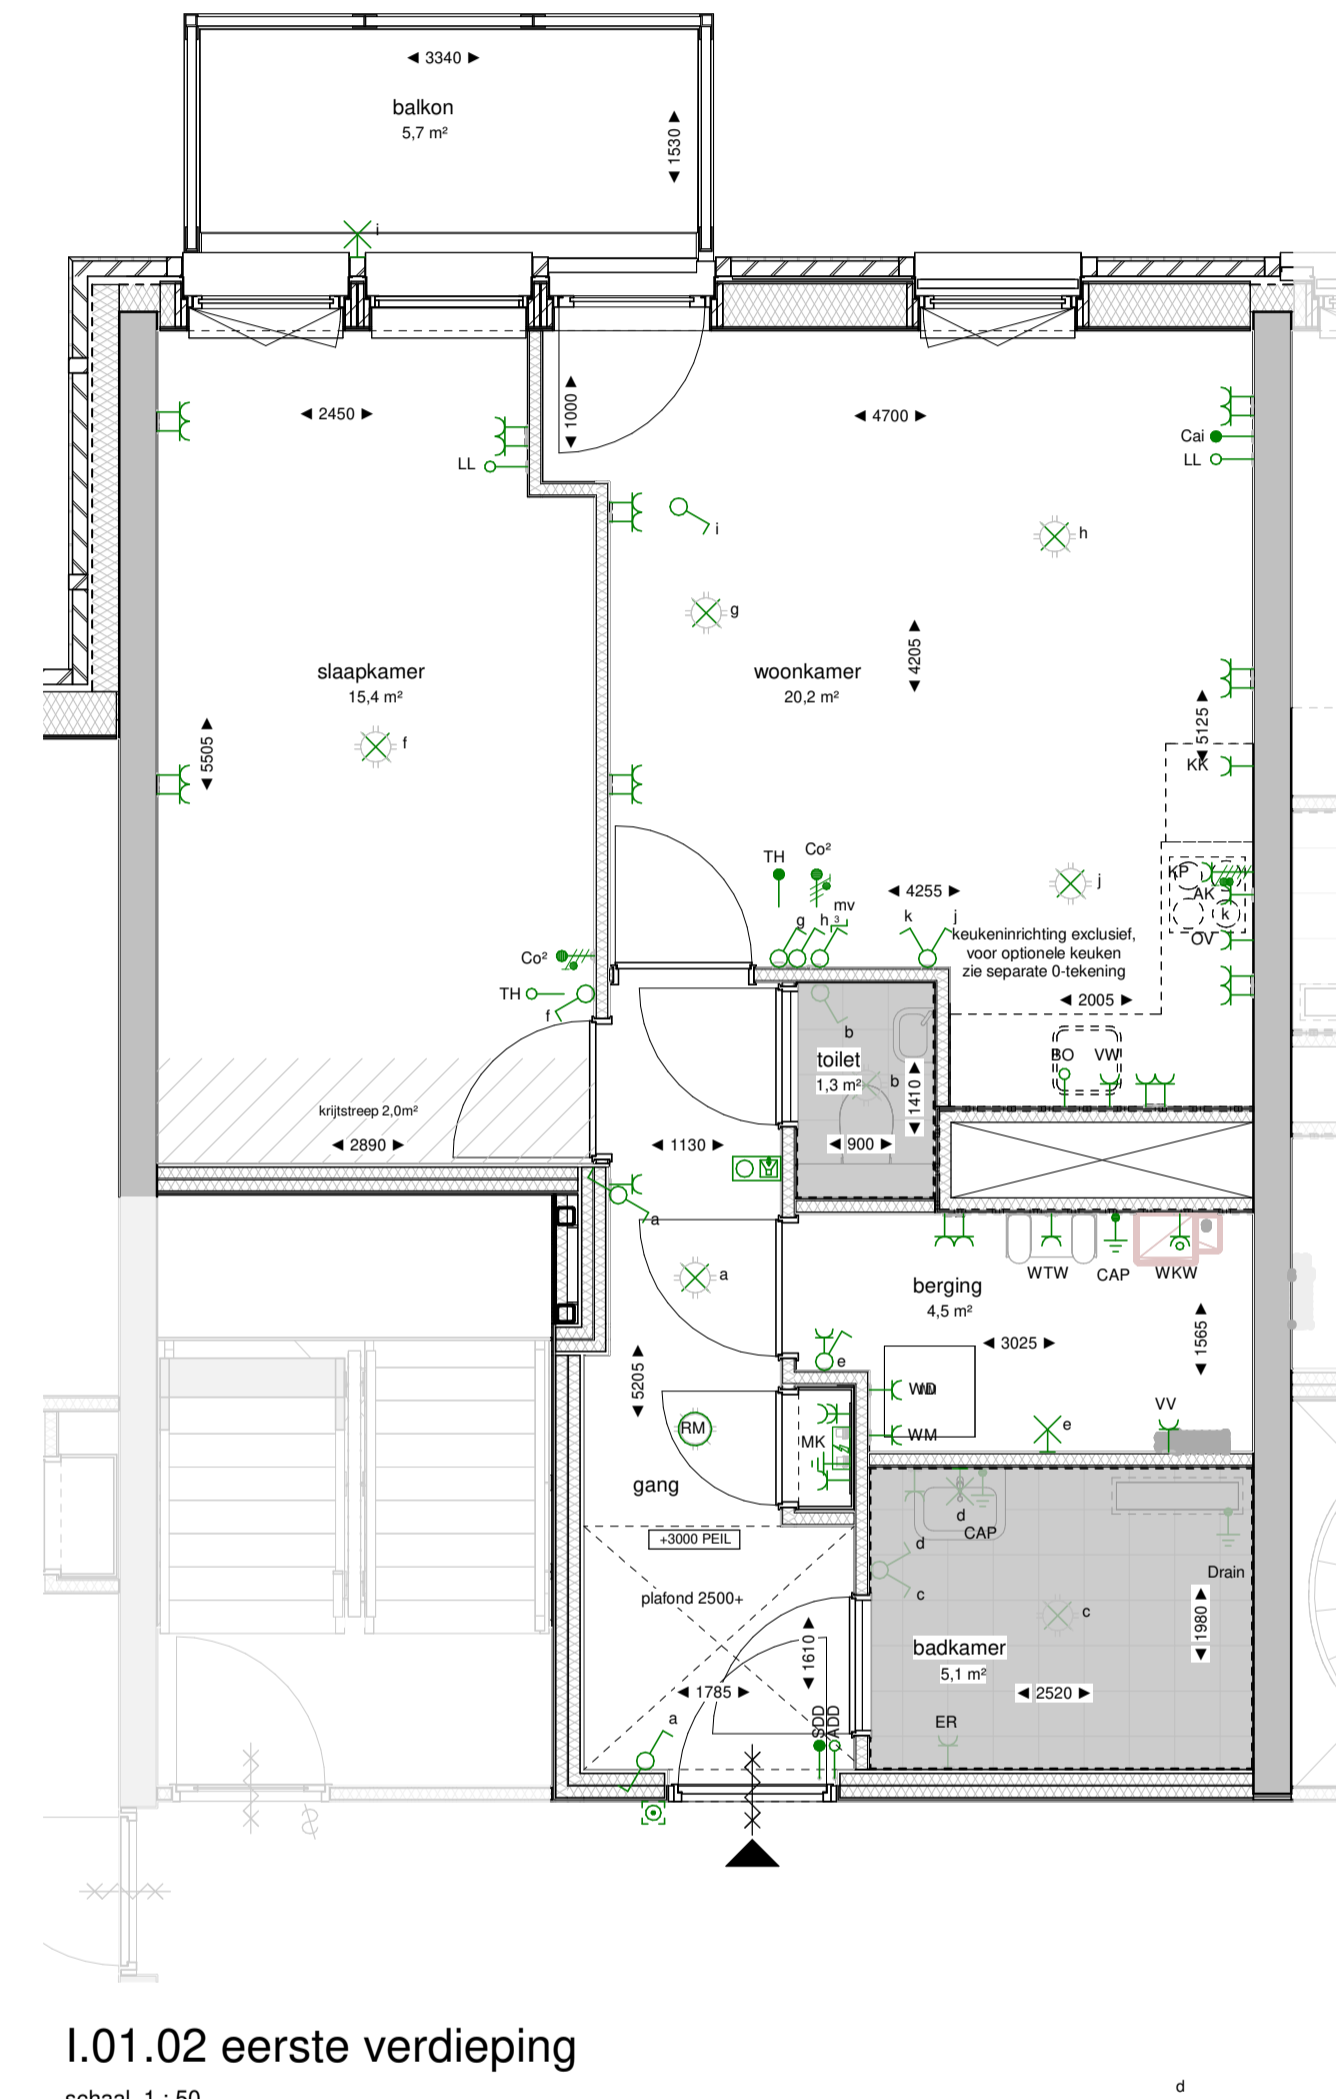 ◄ 3340 ►
balkon
5,7 m²
◄ 1530 ►
i
◄ 2450 ►
◄ 1000 ►
◄ 4700 ►
LL
Cai
LL
i
h
g
slaapkamer
15,4 m²
f
◄ 5505 ►
woonkamer
20,2 m²
◄ 4205 ►
◄ 5125 ►
KK
TH
Co²
KP
AK
k
OV
j
◄ 4255 ►
mv
g h 3
k
j
keukeninrichting exclusief,
voor optionele keuken
zie separate 0-tekening
◄ 2005 ►
Co²
TH
f
b
toilet
1,3 m²
b
◄ 1410 ►
◄ 900 ►
BO
VW
krijtstreep 2,0m²
◄ 2890 ►
◄ 1130 ►
a
a
WTW
CAP
WKW
berging
4,5 m²
◄ 3025 ►
◄ 1565 ►
e
◄ 5205 ►
WD
WM
VV
e
RM
MK
gang
+3000 PEIL
plafond 2500+
d
CAP
d
c
Drain
c
◄ 1980 ►
badkamer
5,1 m²
◄ 2520 ►
◄ 1610 ►
◄ 1785 ►
a
SDD
ADD
ER
I.01.02 eerste verdieping
schaal 1 : 50
d